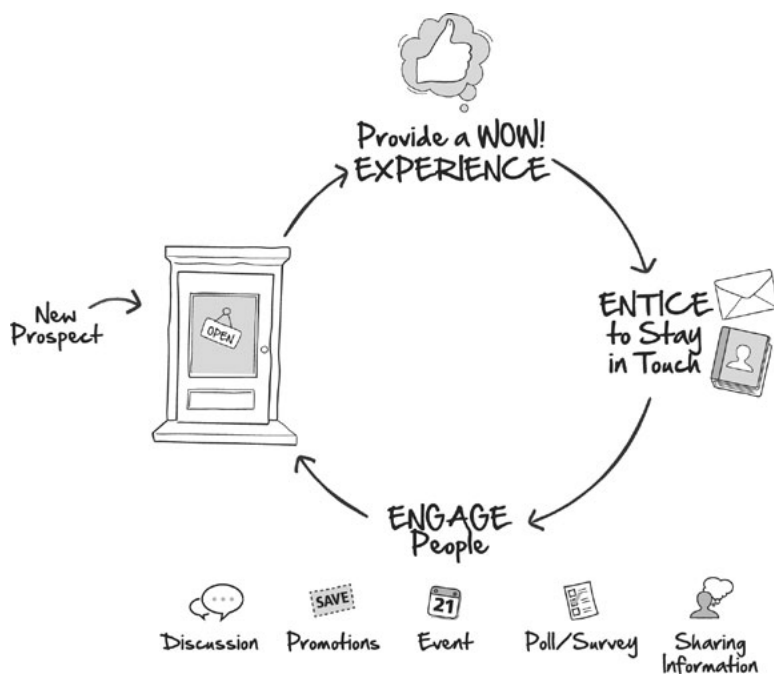 Provide a WOW!
EXPERIENCE
New
Prospect
OPEN
ENTICE
to Stay
in Touch
ENGAGE
People
SAVE
21
Discussion
Promotions
Event
Poll/Survey
Sharing
Information